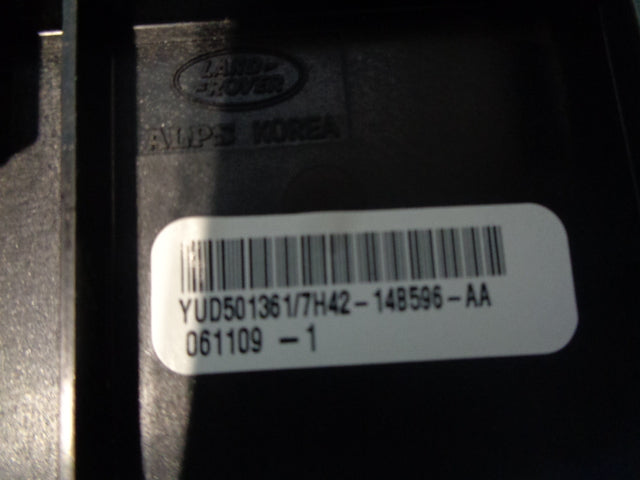 LAND-
ROVER
ALPS KOREA
YUD501361/7H42-14B596-AA
061109 -1